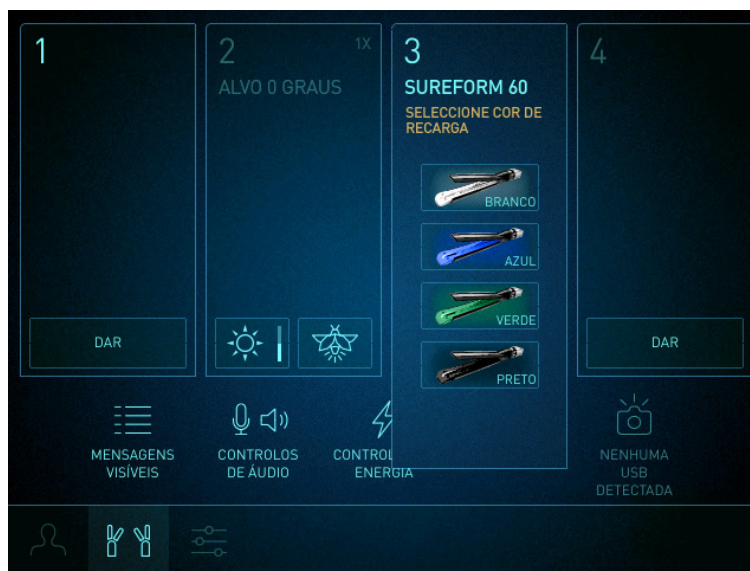 1
2
1X
ALVO 0 GRAUS
3
SUREFORM 60
SELECCIONE COR DE
RECARGA
BRANCO
AZUL
VERDE
PRETO
4
DAR
DAR
MENSAGENS
VISÍVEIS
CONTROLOS
DE ÁUDIO
ENERGIA
NENHUMA
USB
DETECTADA